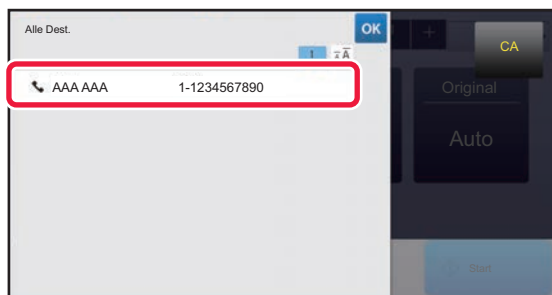 Alle Dest.
OK
1
CA
AAA AAA 1-1234567890
Original
Auto
Start